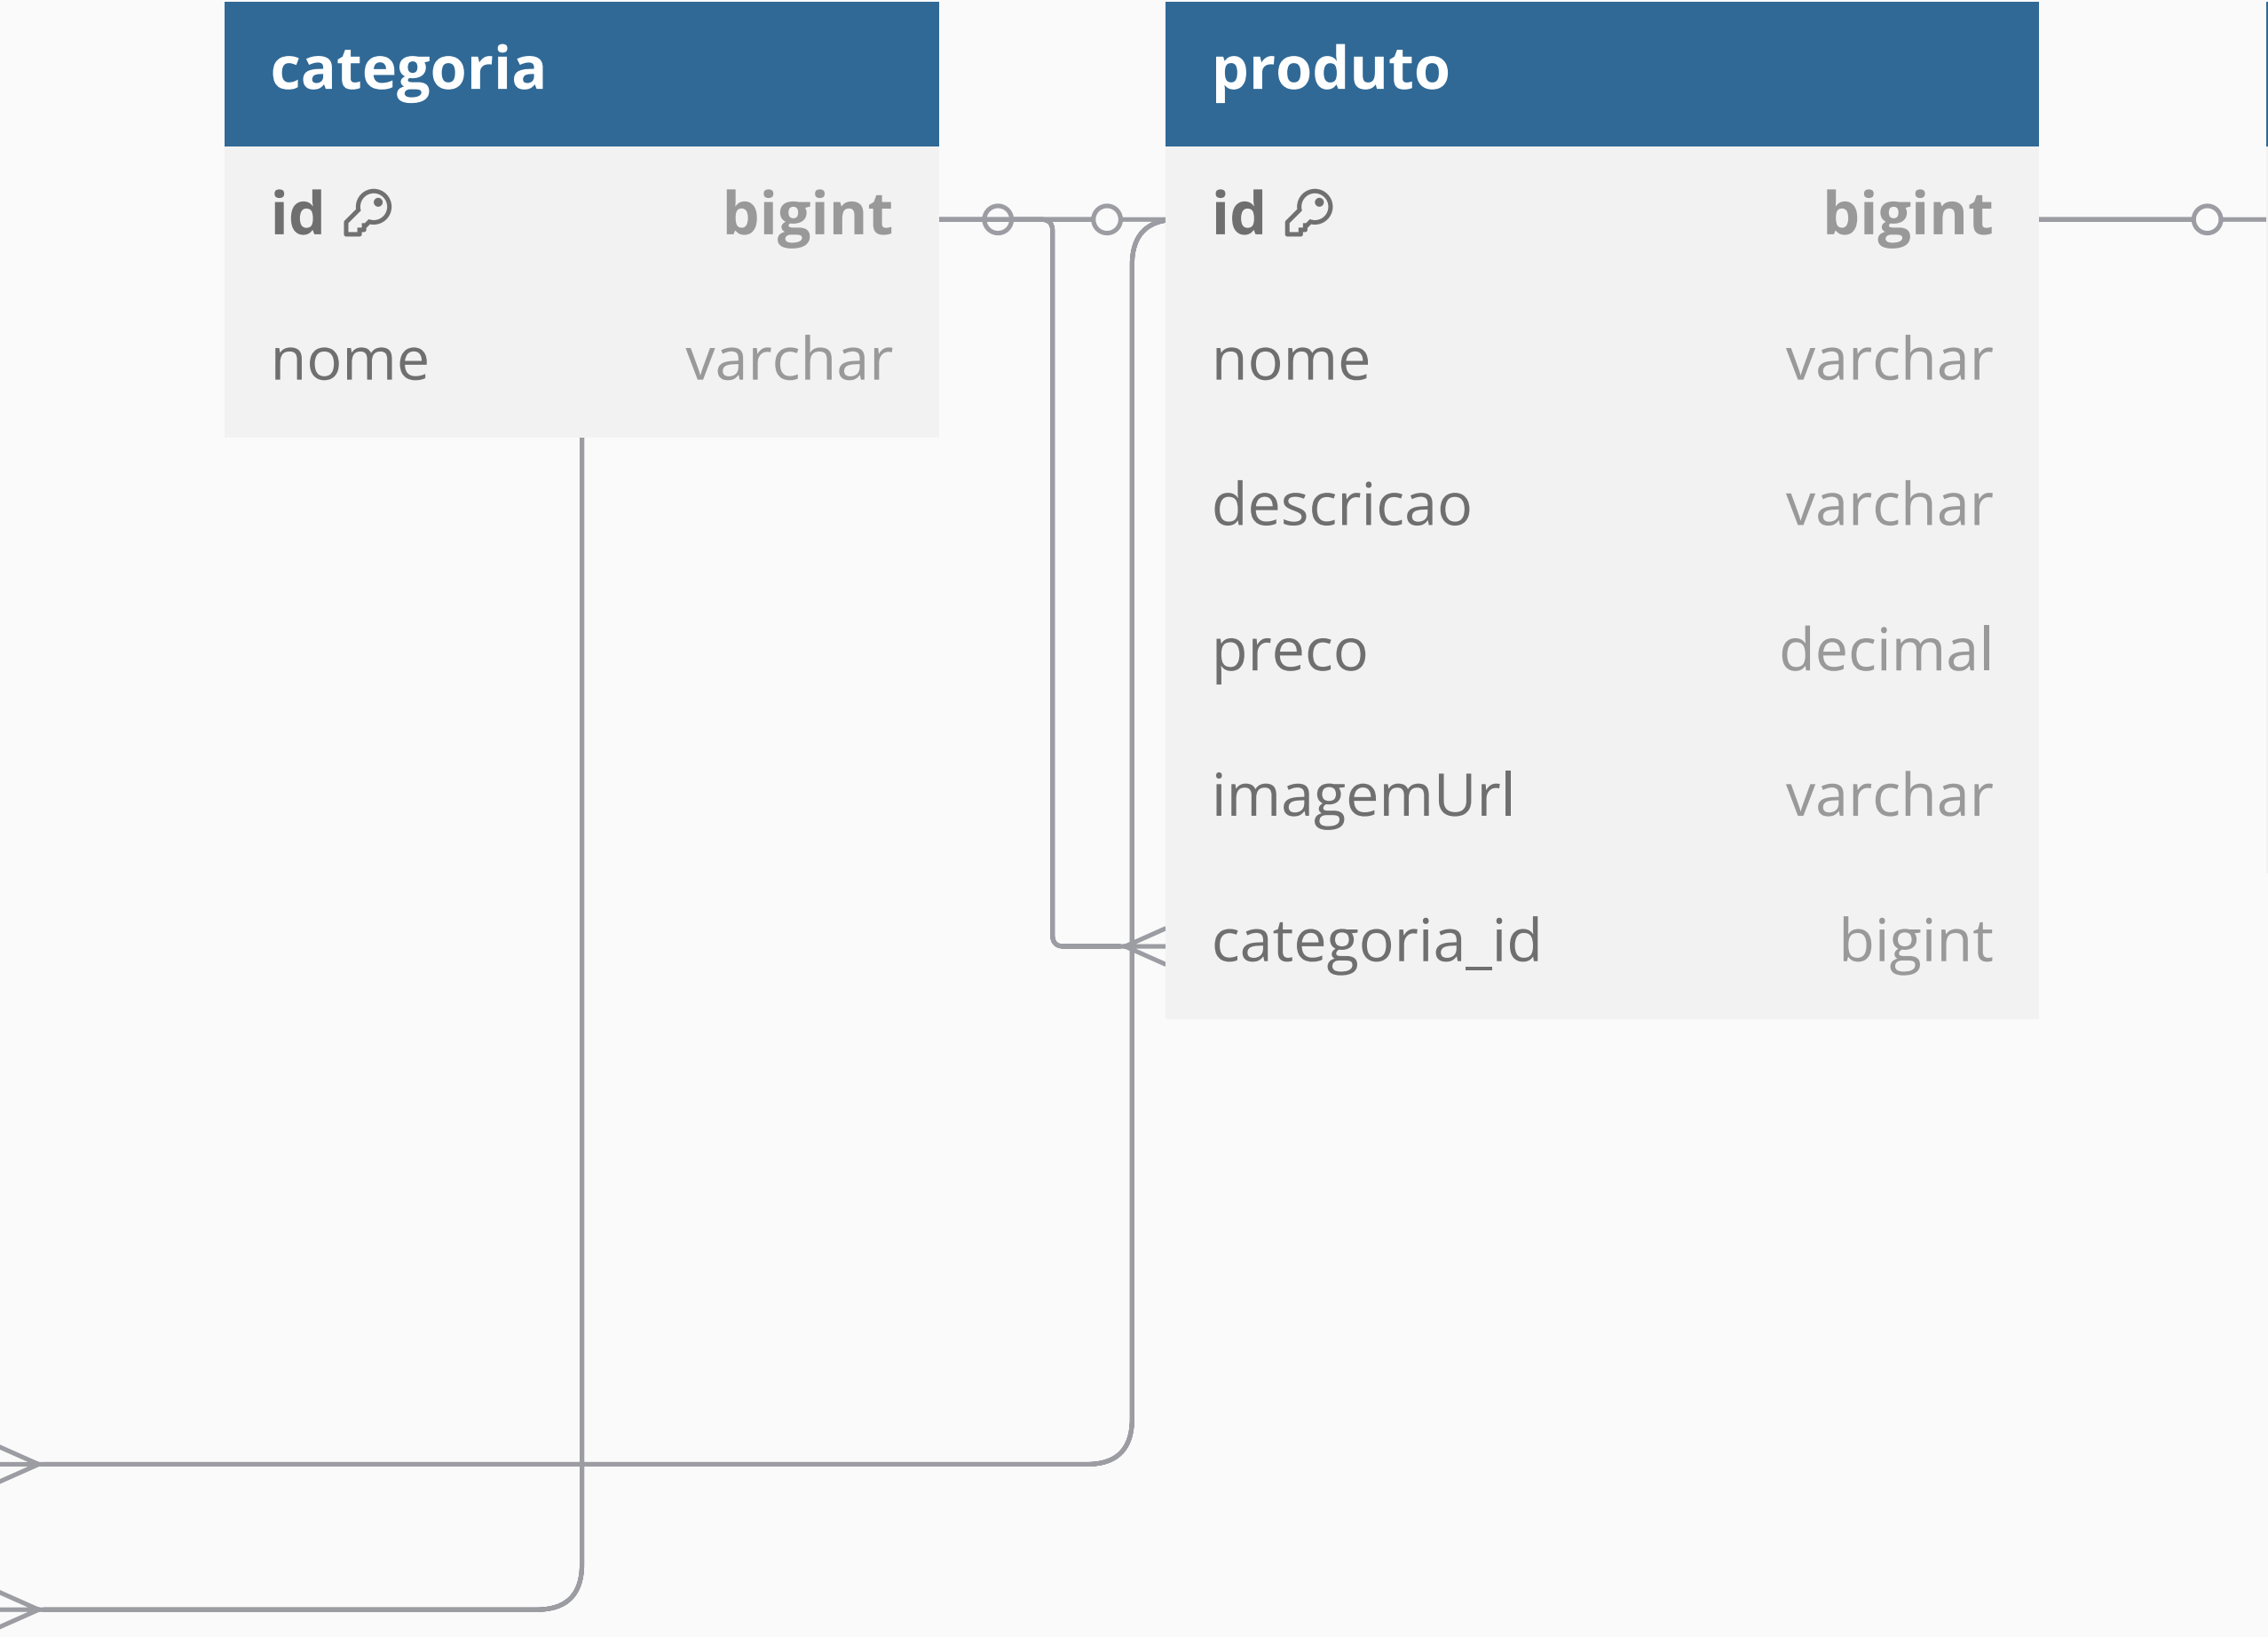 categoria
id bigint
nome varchar
produto
id bigint
nome varchar
descricao varchar
preco decimal
imagemUrl varchar
categoria_id bigint